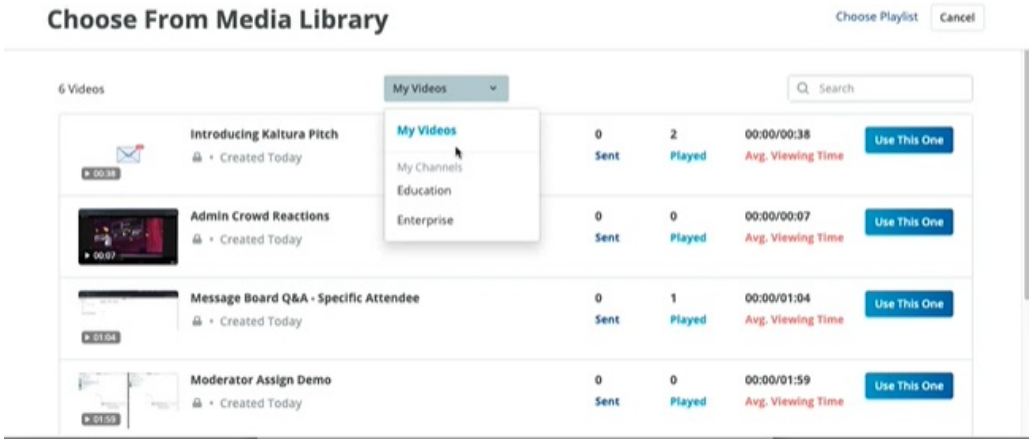 Choose From Media Library
Choose Playlist
Cancel
6 Videos
My Videos
Search
My Videos
My Channels
Education
Enterprise
00:38
Introducing Kaltura Pitch
• Created Today
0
Sent
2
Played
00:00/00:38
Avg. Viewing Time
Use This One
00:07
Admin Crowd Reactions
• Created Today
0
Sent
0
Played
00:00/00:07
Avg. Viewing Time
Use This One
01:04
Message Board Q&A - Specific Attendee
• Created Today
0
Sent
1
Played
00:00/01:04
Avg. Viewing Time
Use This One
01:59
Moderator Assign Demo
• Created Today
0
Sent
0
Played
00:00/01:59
Avg. Viewing Time
Use This One